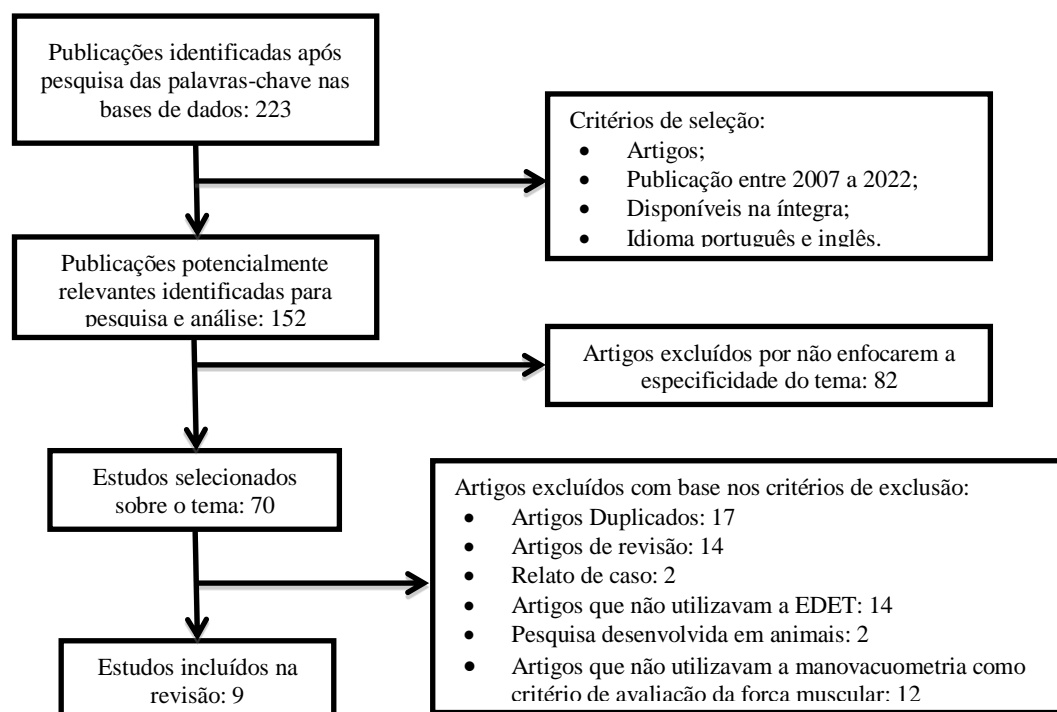 Publicações identificadas após
pesquisa das palavras-chave nas
bases de dados: 223
Critérios de seleção:
• Artigos;
• Publicação entre 2007 a 2022;
• Disponíveis na íntegra;
• Idioma português e inglês.
Publicações potencialmente
relevantes identificadas para
pesquisa e análise: 152
Artigos excluídos por não enfocarem a
especificidade do tema: 82
Estudos selecionados
sobre o tema: 70
Artigos excluídos com base nos critérios de exclusão:
• Artigos Duplicados: 17
• Artigos de revisão: 14
• Relato de caso: 2
• Artigos que não utilizavam a EDET: 14
• Pesquisa desenvolvida em animais: 2
• Artigos que não utilizavam a manovacuometria como
critério de avaliação da força muscular: 12
Estudos incluídos na
revisão: 9